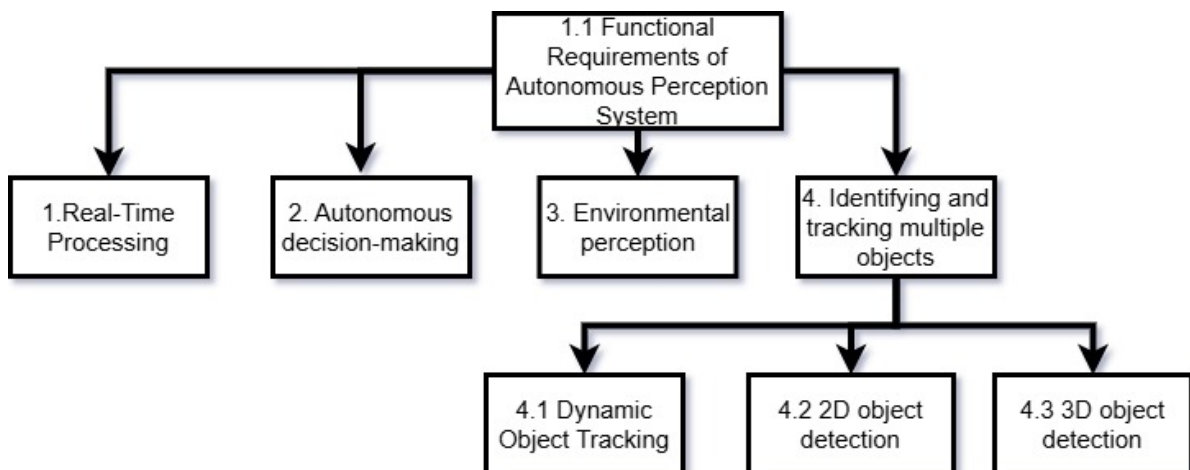 1.1 Functional
Requirements of
Autonomous Perception
System
1.Real-Time
Processing
2. Autonomous
decision-making
3. Environmental
perception
4. Identifying and
tracking multiple
objects
4.1 Dynamic
Object Tracking
4.2 2D object
detection
4.3 3D object
detection